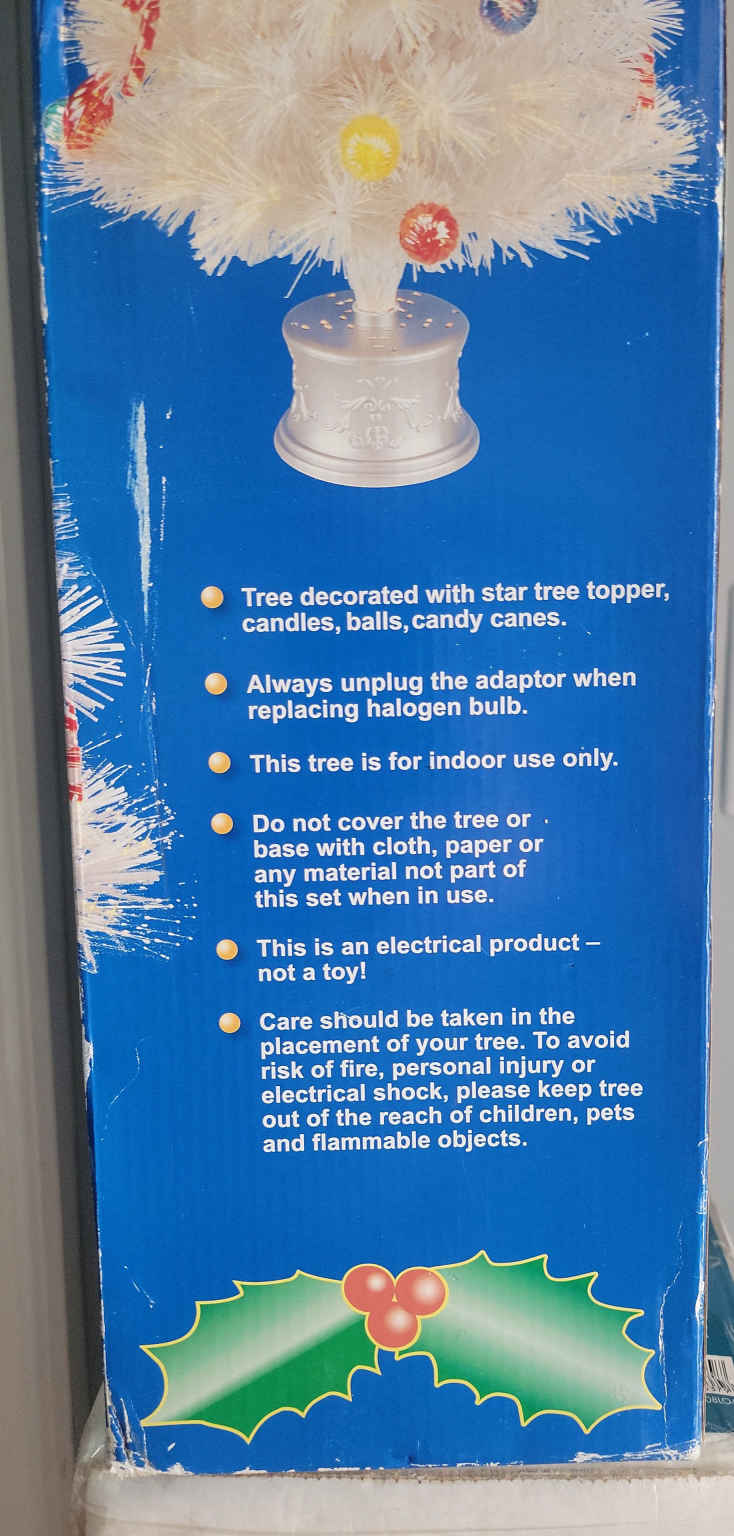 Tree decorated with star tree topper,
candles, balls, candy canes.
Always unplug the adaptor when
replacing halogen bulb.
This tree is for indoor use only.
Do not cover the tree or
base with cloth, paper or
any material not part of
this set when in use.
This is an electrical product –
not a toy!
Care should be taken in the
placement of your tree. To avoid
risk of fire, personal injury or
electrical shock, please keep tree
out of the reach of children, pets
and flammable objects.